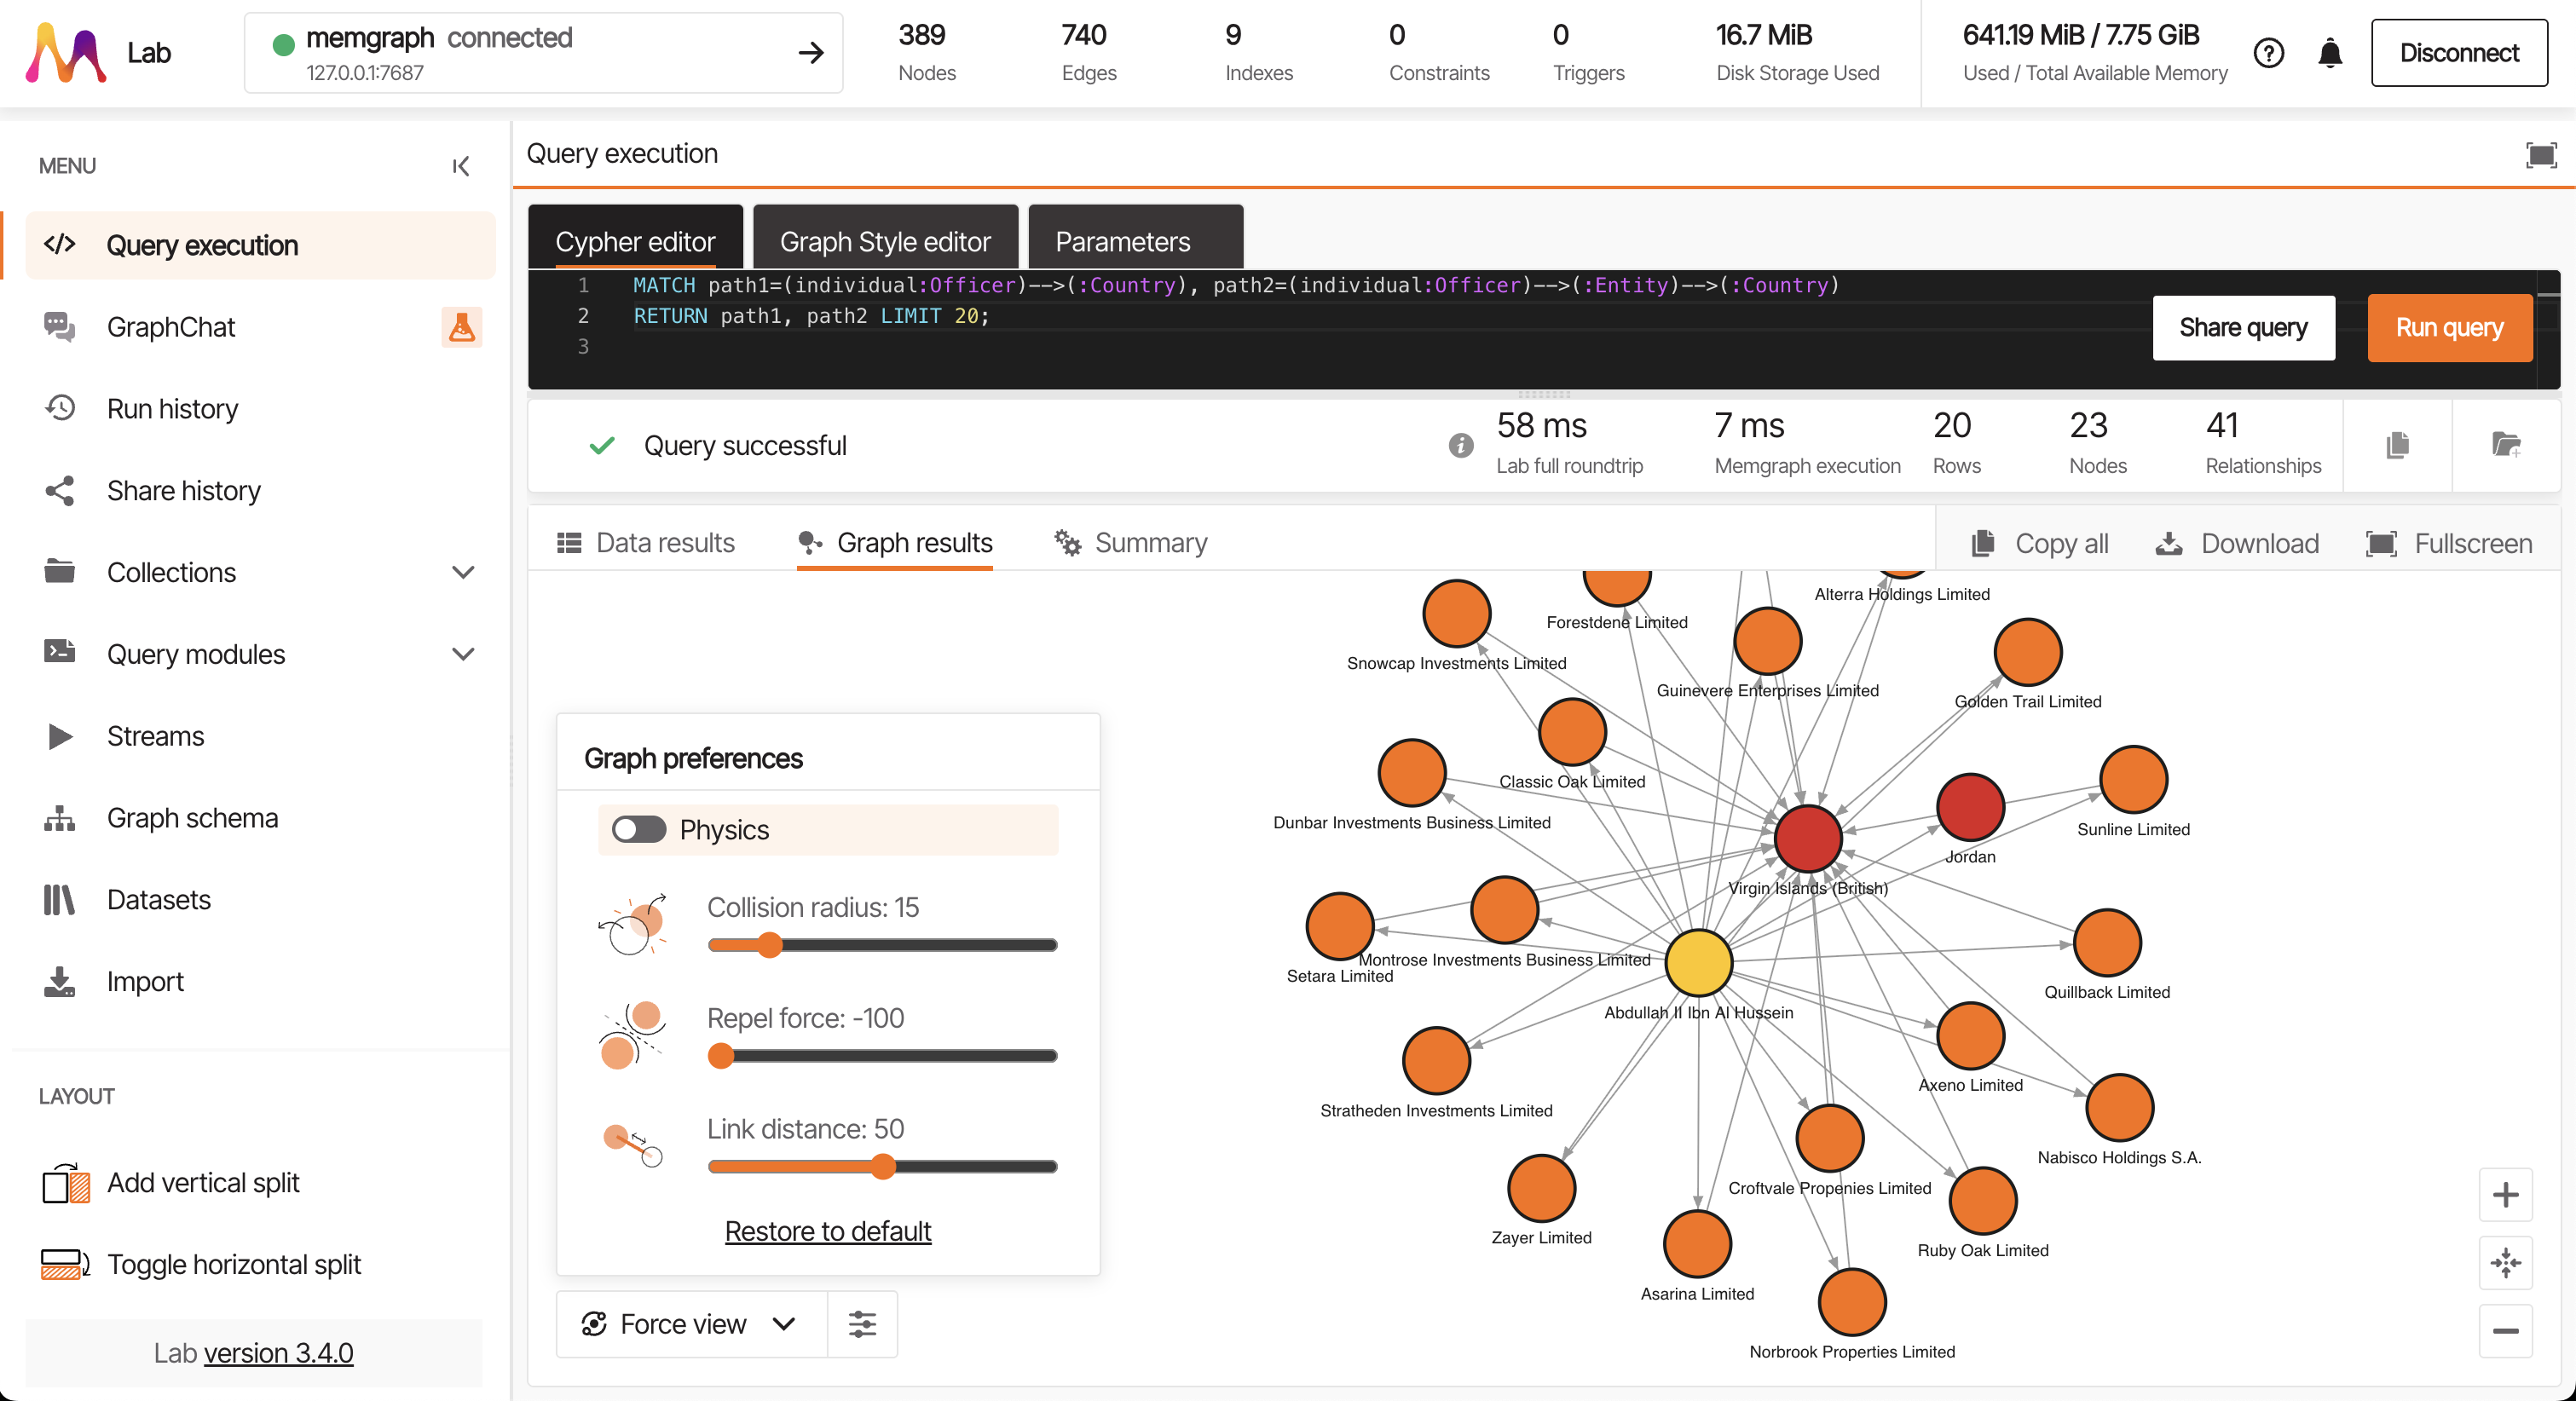 Lab
memgraph connected
127.0.0.1:7687
389
Nodes
740
Edges
9
Indexes
0
Constraints
0
Triggers
16.7 MiB
Disk Storage Used
641.19 MiB / 7.75 GiB
Used / Total Available Memory
Disconnect
MENU
Query execution
GraphChat
Run history
Share history
Collections
Query modules
Streams
Graph schema
Datasets
Import
LAYOUT
Add vertical split
Toggle horizontal split
Lab version 3.4.0
Query execution
Cypher editor
Graph Style editor
Parameters
1 MATCH path1=(individual:Officer)-->(:Country), path2=(individual:Officer)-->(:Entity)-->(:Country)
2 RETURN path1, path2 LIMIT 20;
3
Share query
Run query
Query successful
58 ms
Lab full roundtrip
7 ms
Memgraph execution
20
Rows
23
Nodes
41
Relationships
Data results
Graph results
Summary
Copy all
Download
Fullscreen
Graph preferences
Physics
Collision radius: 15
Repel force: -100
Link distance: 50
Restore to default
Force view
Alterra Holdings Limited
Forestdene Limited
Snowcap Investments Limited
Guinevere Enterprises Limited
Golden Trail Limited
Classic Oak Limited
Dunbar Investments Business Limited
Sunline Limited
Jordan
Virgin Islands (British)
Montrose Investments Business Limited
Setara Limited
Quillback Limited
Abdullah II Ibn Al Hussein
Axeno Limited
Stratheden Investments Limited
Nabisco Holdings S.A.
Croftvale Propenies Limited
Zayer Limited
Ruby Oak Limited
Asarina Limited
Norbrook Properties Limited